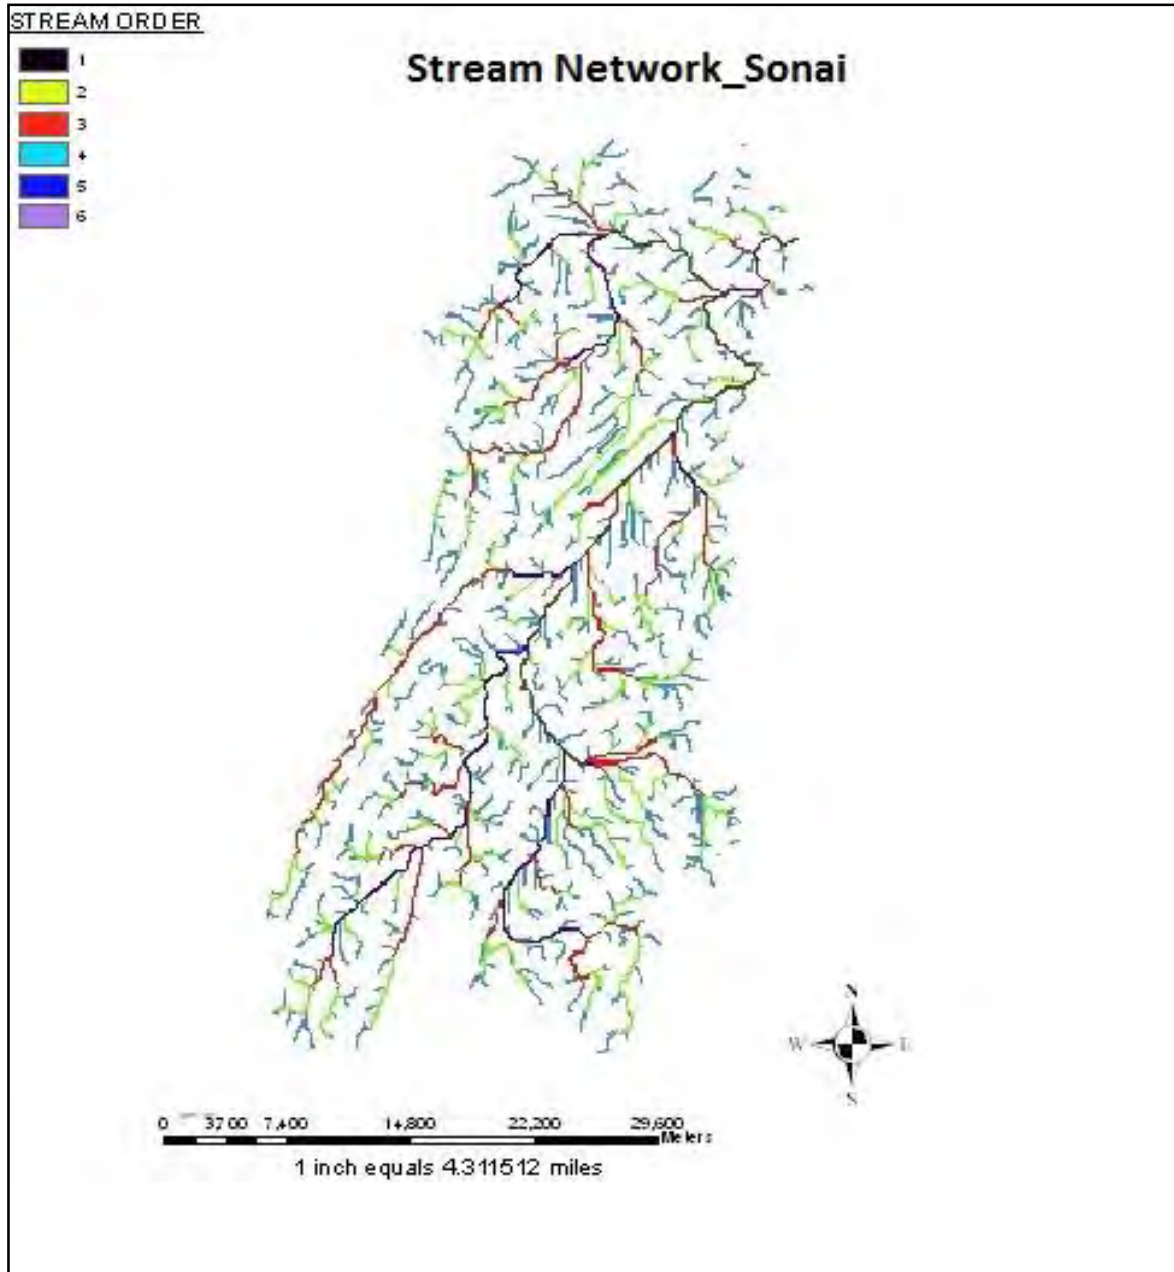 STREAM ORDER
1
2
3
4
5
6
Stream Network_Sonai
N
W E
S
0 3700 7,400 14,800 22,200 29,600
Meters
1 inch equals 4.311512 miles